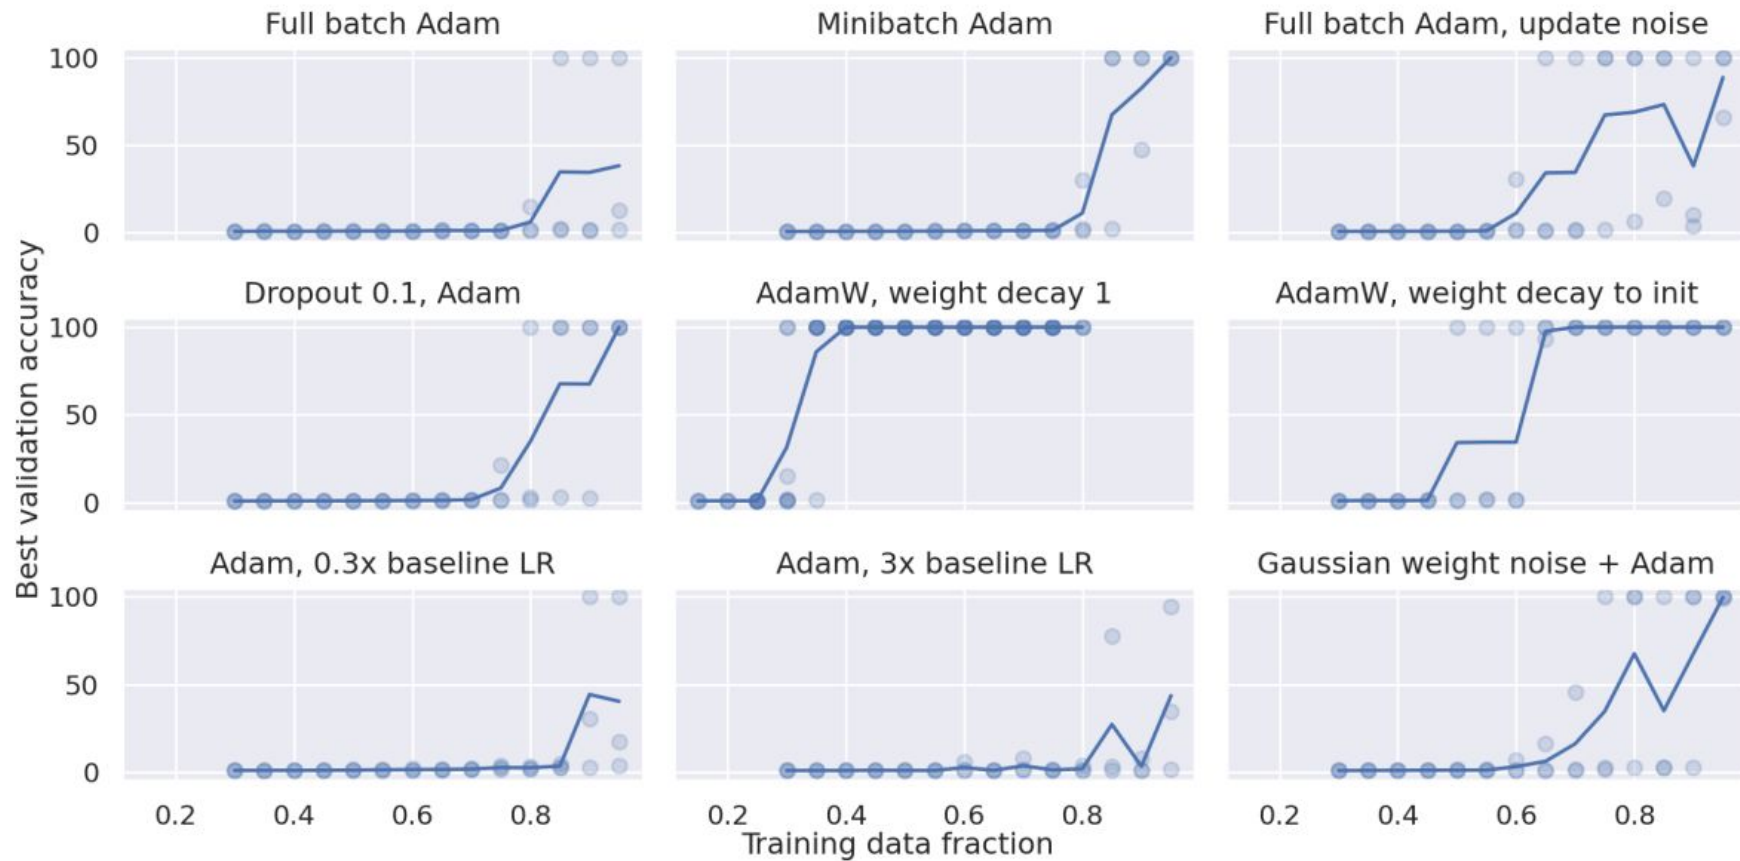 Full batch Adam
Minibatch Adam
Full batch Adam, update noise
100
50
0
Dropout 0.1, Adam
AdamW, weight decay 1
AdamW, weight decay to init
100
50
0
Best validation accuracy
Adam, 0.3x baseline LR
Adam, 3x baseline LR
Gaussian weight noise + Adam
100
50
0
0.2 0.4 0.6 0.8
0.2 0.4 0.6 0.8
0.2 0.4 0.6 0.8
Training data fraction